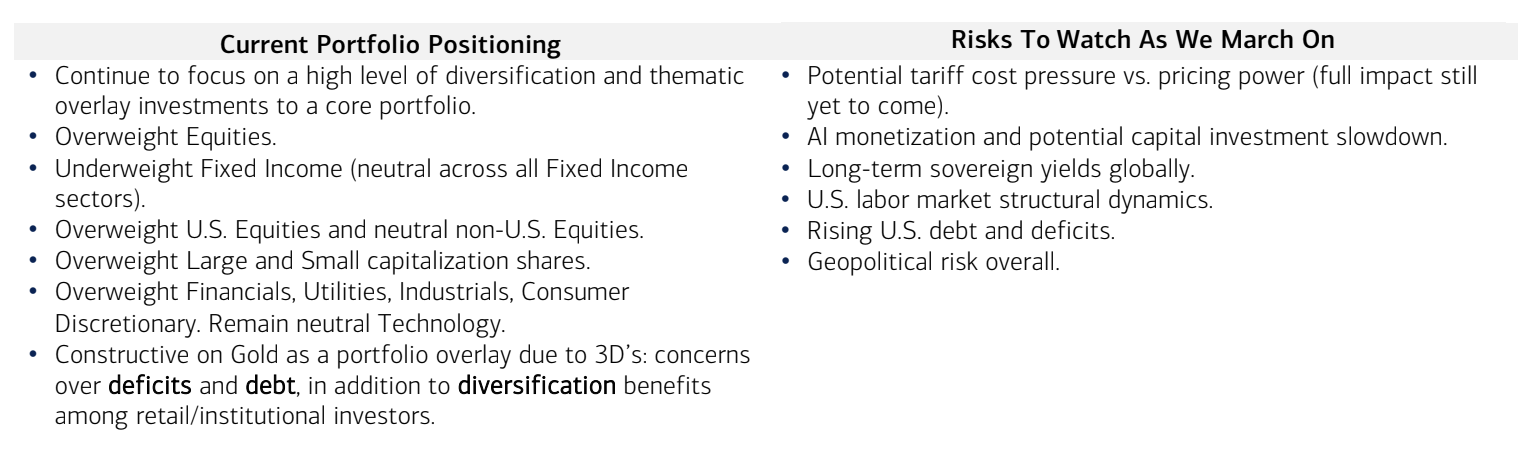 Current Portfolio Positioning
• Continue to focus on a high level of diversification and thematic
overlay investments to a core portfolio.
• Overweight Equities.
• Underweight Fixed Income (neutral across all Fixed Income
sectors).
• Overweight U.S. Equities and neutral non-U.S. Equities.
• Overweight Large and Small capitalization shares.
• Overweight Financials, Utilities, Industrials, Consumer
Discretionary. Remain neutral Technology.
• Constructive on Gold as a portfolio overlay due to 3D's: concerns
over deficits and debt, in addition to diversification benefits
among retail/institutional investors.
Risks To Watch As We March On
• Potential tariff cost pressure vs. pricing power (full impact still
yet to come).
• AI monetization and potential capital investment slowdown.
• Long-term sovereign yields globally.
• U.S. labor market structural dynamics.
• Rising U.S. debt and deficits.
• Geopolitical risk overall.